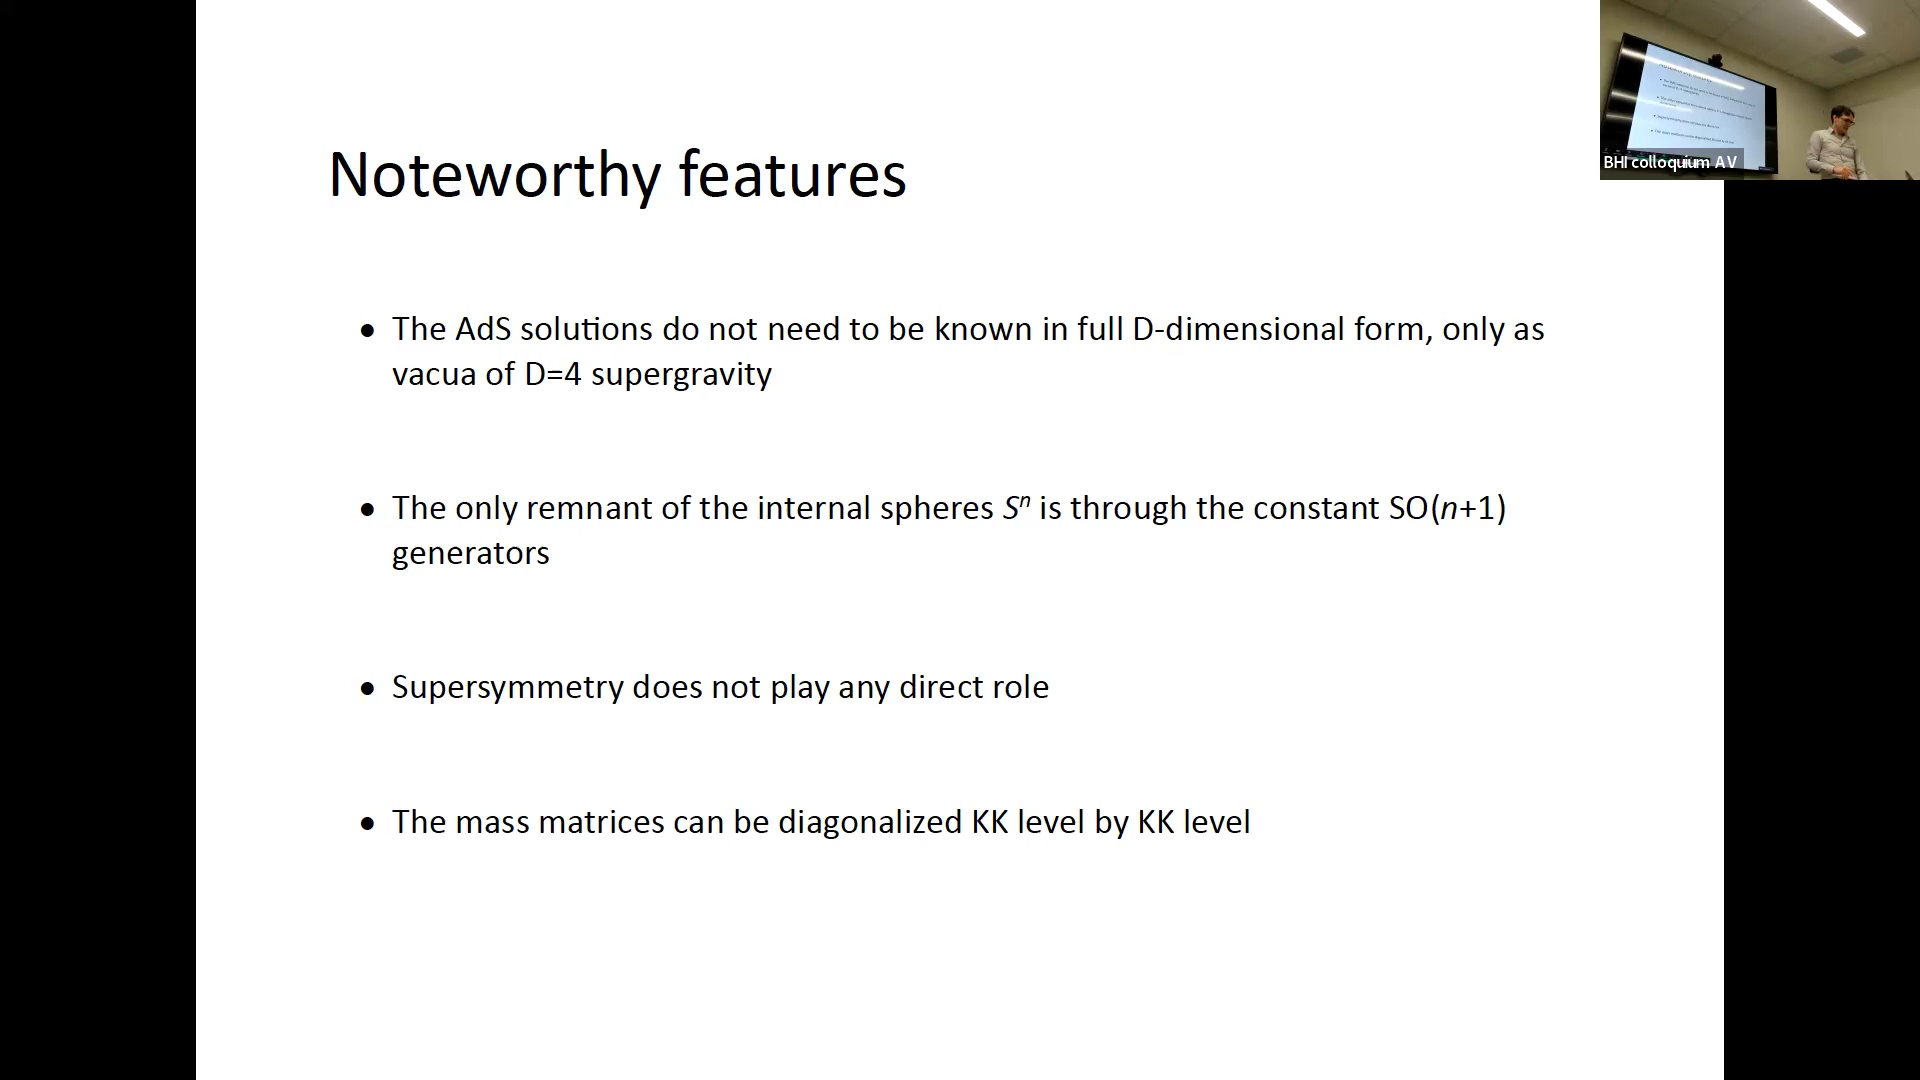 Noteworthy features
• The AdS solutions do not need to be known in full D-dimensional form, only as
vacua of D=4 supergravity
• The only remnant of the internal spheres Sⁿ is through the constant SO(n+1)
generators
• Supersymmetry does not play any direct role
• The mass matrices can be diagonalized KK level by KK level
BHI colloquium AV